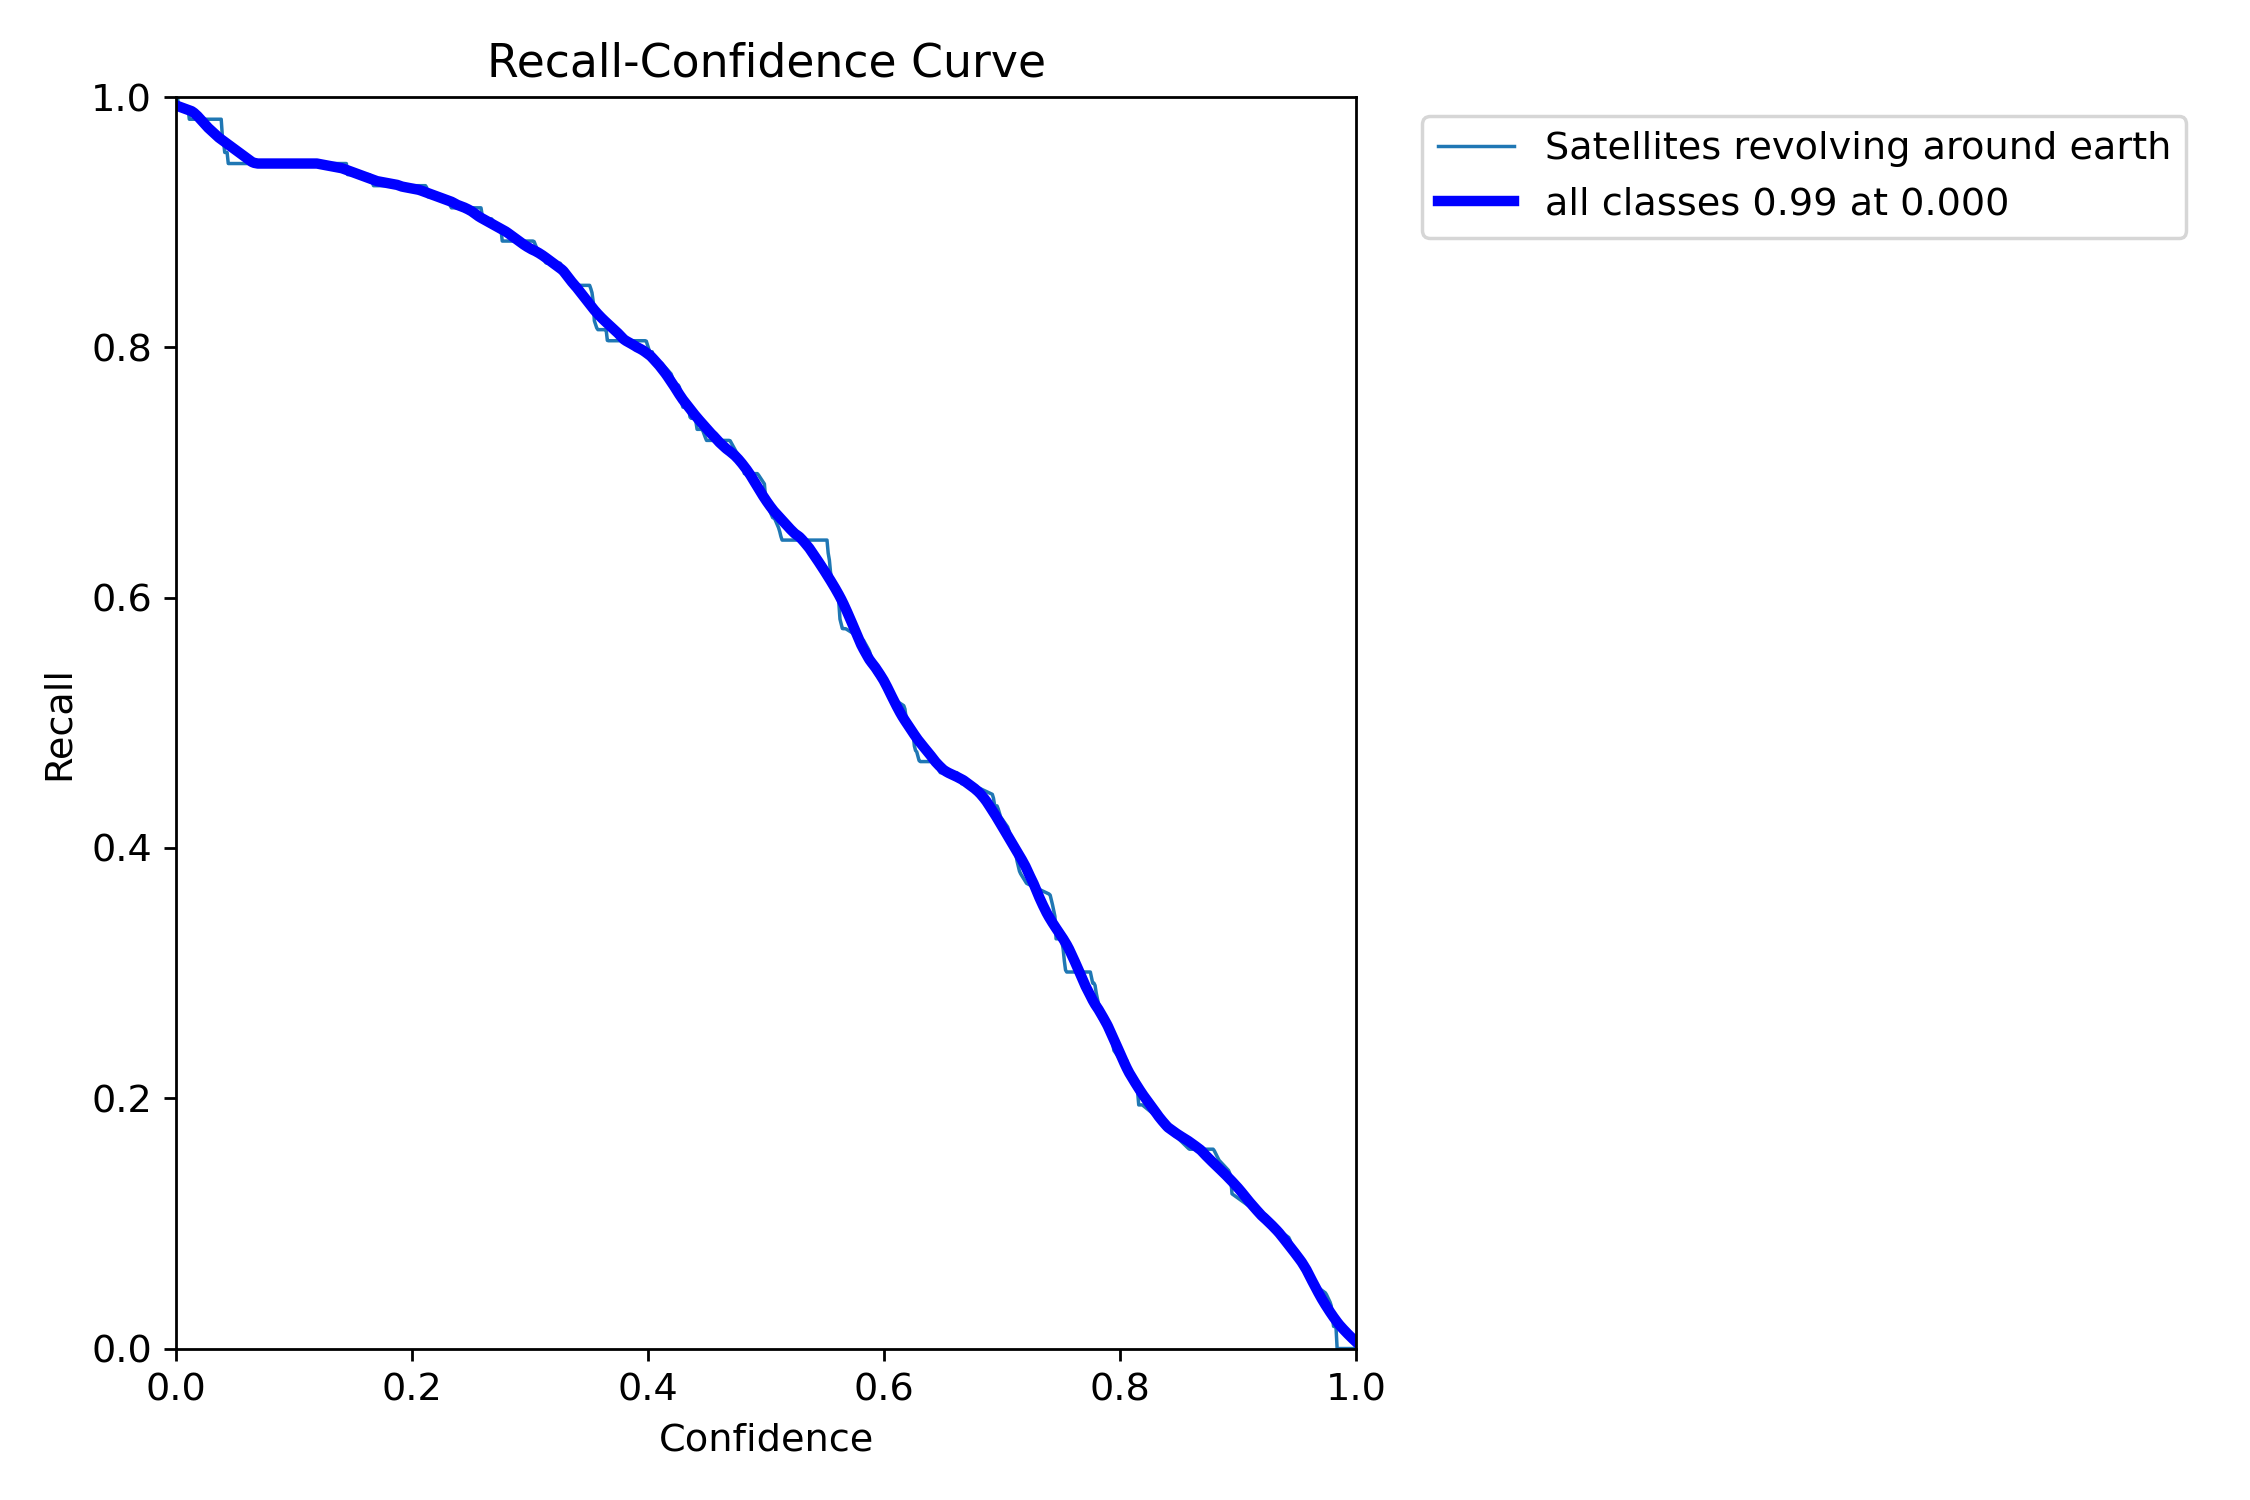 Recall-Confidence Curve
Satellites revolving around earth
all classes 0.99 at 0.000
Recall
1.0
0.8
0.6
0.4
0.2
0.0
0.0 0.2 0.4 0.6 0.8 1.0
Confidence